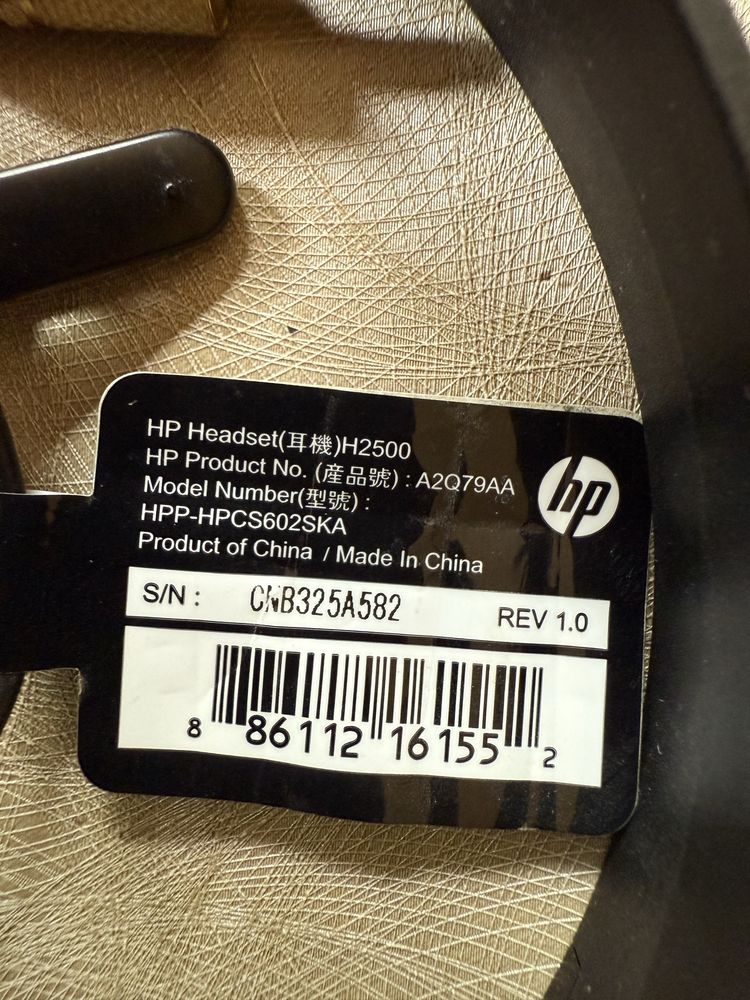 HP Headset(耳機)H2500
HP Product No. (産品號) : A2Q79AA
Model Number(型號) :
HPP-HPCS602SKA
Product of China / Made In China
hp
S/N : CNB325A582 REV 1.0
8 86112 16155 2